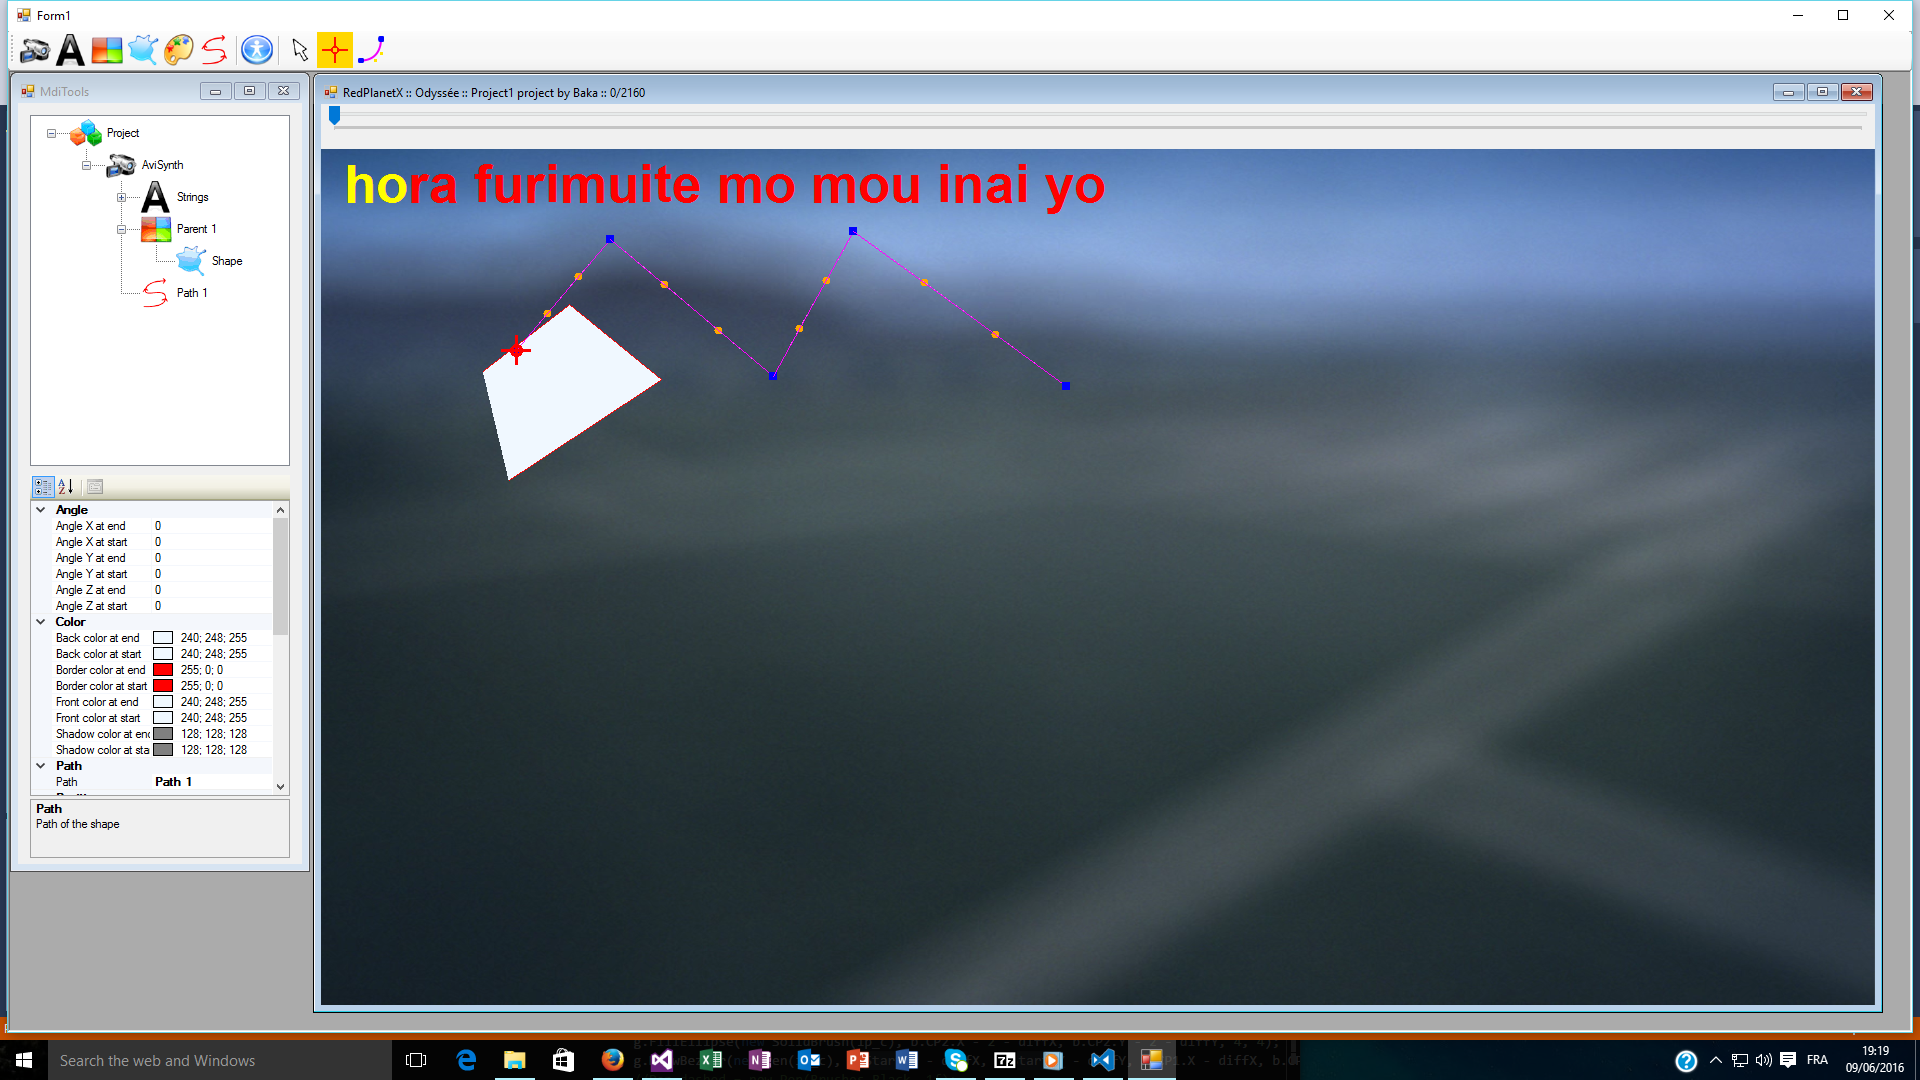 Form1
MdiTools
Project
AviSynth
Strings
Parent 1
Shape
Path 1
Angle
Angle X at end 0
Angle X at start 0
Angle Y at end 0
Angle Y at start 0
Angle Z at end 0
Angle Z at start 0
Color
Back color at end 240; 248; 255
Back color at start 240; 248; 255
Border color at end 255; 0; 0
Border color at start 255; 0; 0
Front color at end 240; 248; 255
Front color at start 240; 248; 255
Shadow color at enc 128; 128; 128
Shadow color at sta 128; 128; 128
Path
Path Path 1
Path
Path of the shape
RedPlanetX :: Odyssée :: Project1 project by Baka :: 0/2160
hora furimuite mo mou inai yo
Search the web and Windows
FRA
19:19
09/06/2016